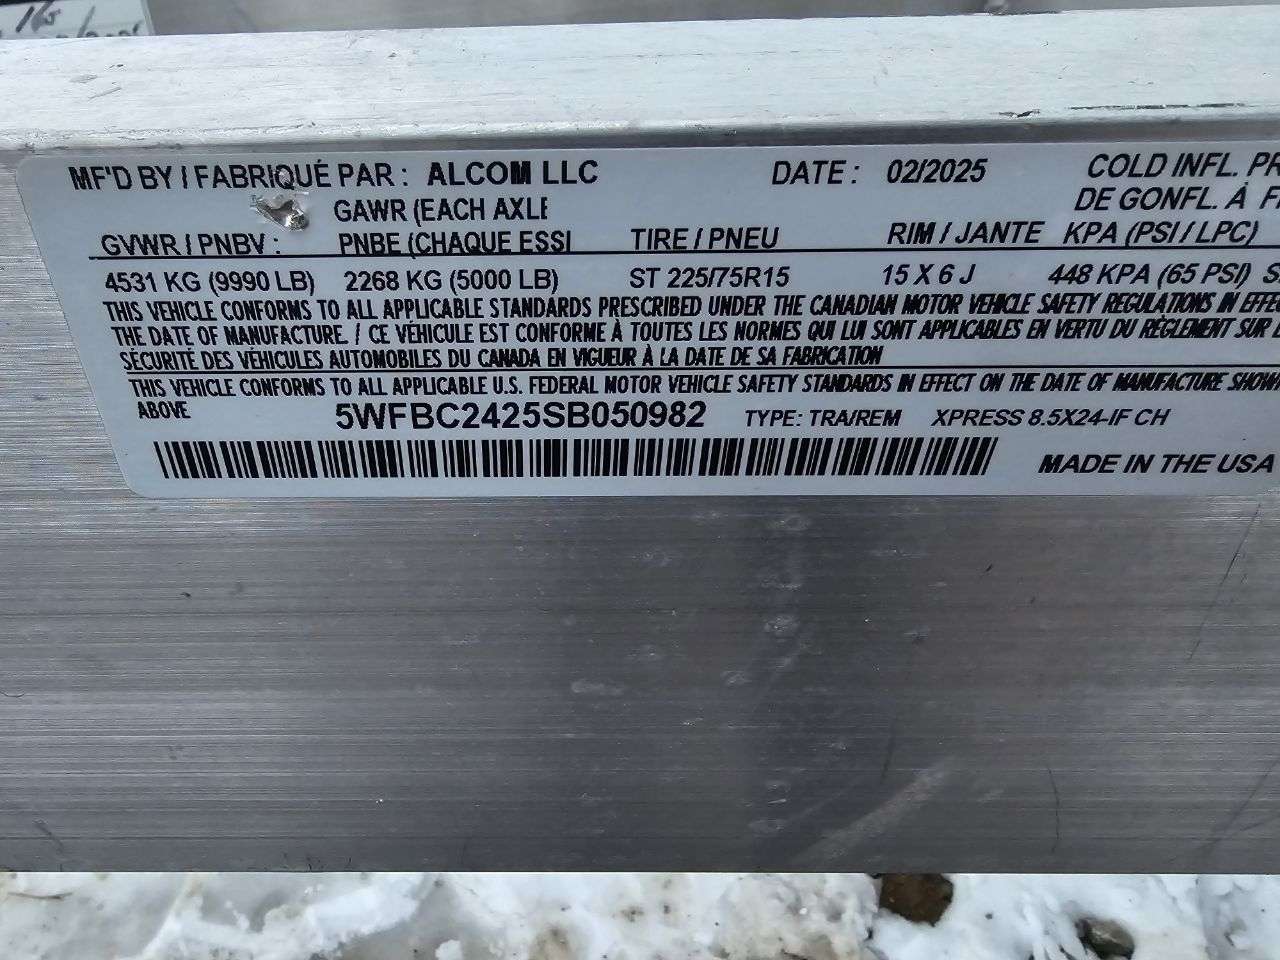 165
MF'D BY / FABRIQUÉ PAR : ALCOM LLC DATE : 02/2025 COLD INFL.
GAWR (EACH AXLE DE GONFL. À
GVWR / PNBV : PNBE (CHAQUE ESSI TIRE / PNEU RIM / JANTE KPA (PSI / LPC)
4531 KG (9990 LB) 2268 KG (5000 LB) ST 225/75R15 15 X 6 J 448 KPA (65 PSI)
THIS VEHICLE CONFORMS TO ALL APPLICABLE STANDARDS PRESCRIBED UNDER THE CANADIAN MOTOR VEHICLE SAFETY REGULATIONS IN EFFEC
THE DATE OF MANUFACTURE. / CE VÉHICULE EST CONFORME À TOUTES LES NORMES QUI LUI SONT APPLICABLES EN VERTU DU RÈGLEMENT SUR
SÉCURITÉ DES VÉHICULES AUTOMOBILES DU CANADA EN VIGUEUR À LA DATE DE SA FABRICATION
THIS VEHICLE CONFORMS TO ALL APPLICABLE U.S. FEDERAL MOTOR VEHICLE SAFETY STANDARDS IN EFFECT ON THE DATE OF MANUFACTURE SHOWN
ABOVE 5WFBC2425SB050982 TYPE: TRA/REM XPRESS 8.5X24-IF CH
MADE IN THE USA